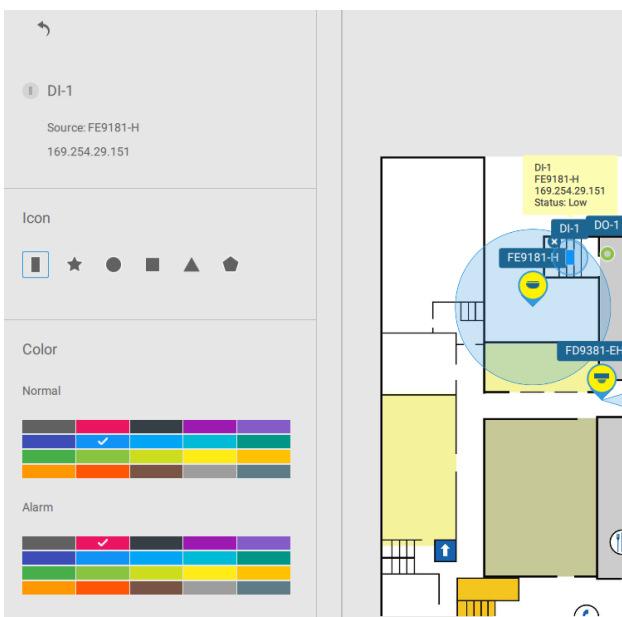 DI-1
Source: FE9181-H
169.254.29.151
Icon
Color
Normal
Alarm
DI-1
FE9181-H
169.254.29.151
Status: Low
DI-1
DO-1
FE9181-H
FD9381-EH